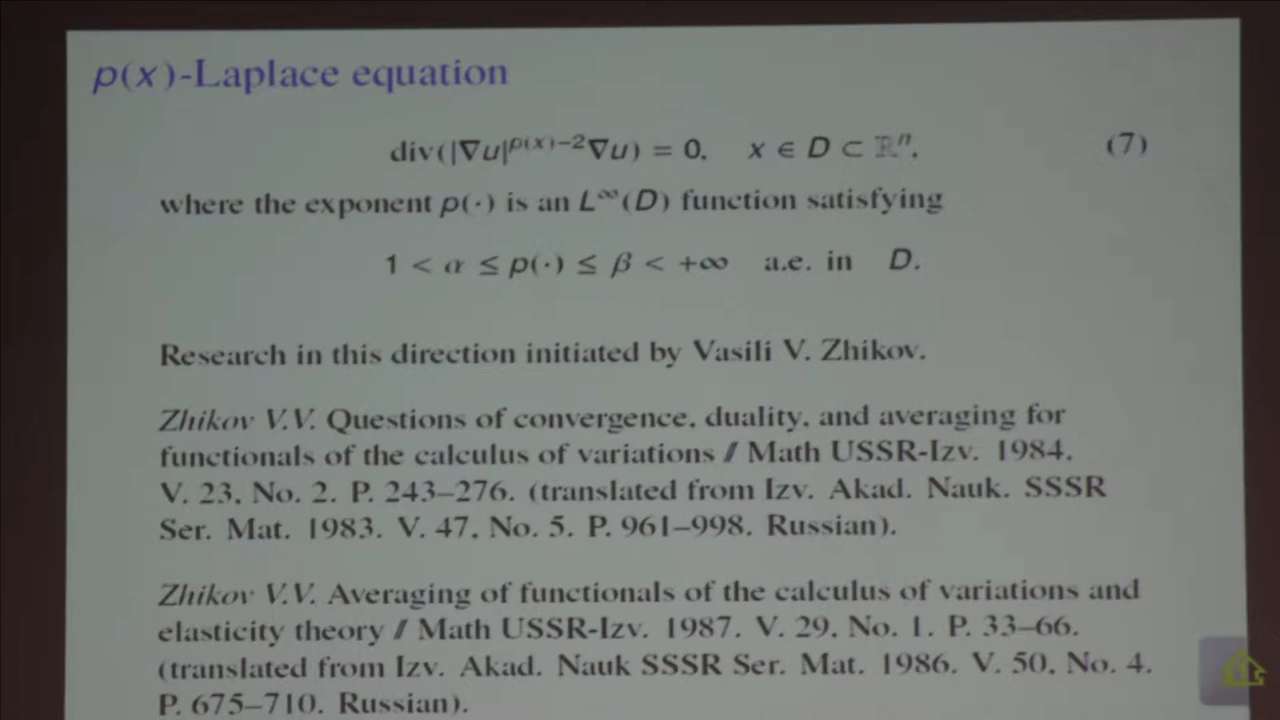 p(x)-Laplace equation
div(|∇u|^{p(x)−2}∇u) = 0, x ∈ D ⊂ ℝⁿ, (7)
where the exponent p(·) is an L^∞(D) function satisfying
1 < α ≤ p(·) ≤ β < +∞ a.e. in D.
Research in this direction initiated by Vasili V. Zhikov.
Zhikov V.V. Questions of convergence, duality, and averaging for
functionals of the calculus of variations // Math USSR-Izv. 1984.
V. 23. No. 2. P. 243–276. (translated from Izv. Akad. Nauk. SSSR
Ser. Mat. 1983. V. 47. No. 5. P. 961–998. Russian).
Zhikov V.V. Averaging of functionals of the calculus of variations and
elasticity theory // Math USSR-Izv. 1987. V. 29. No. 1. P. 33–66.
(translated from Izv. Akad. Nauk SSSR Ser. Mat. 1986. V. 50. No. 4.
P. 675–710. Russian).